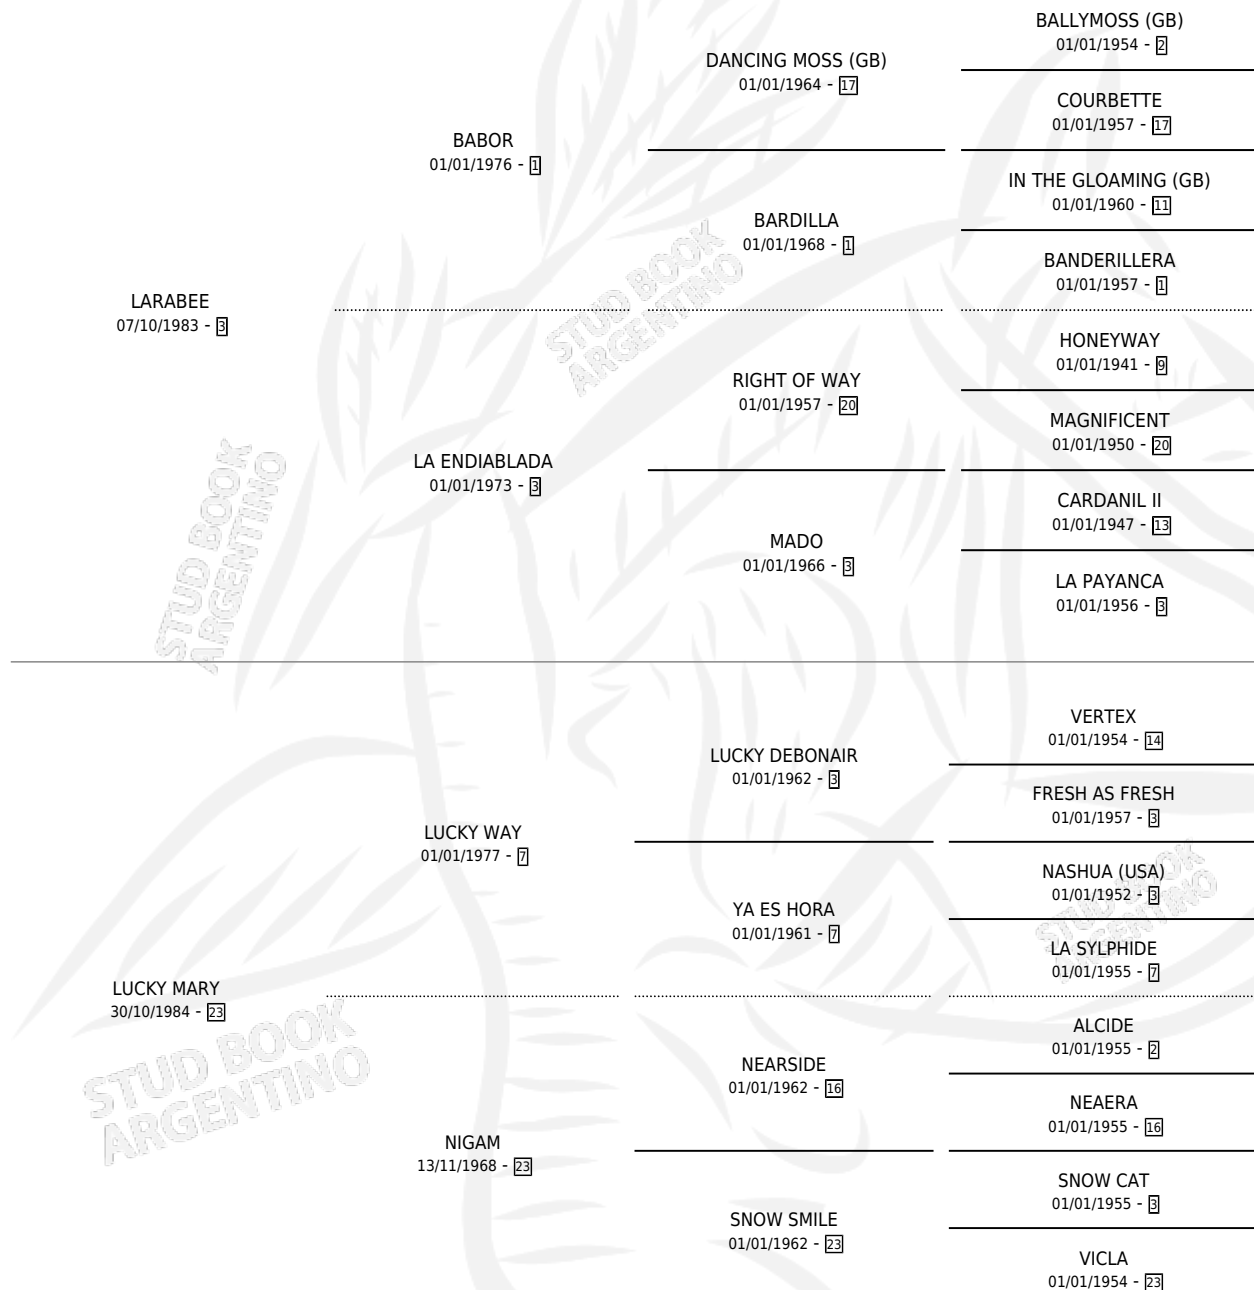 BALLYMOSS (GB)
01/01/1954 - 2
DANCING MOSS (GB)
01/01/1964 - 17
COURBETTE
01/01/1957 - 17
BABOR
01/01/1976 - 1
IN THE GLOAMING (GB)
01/01/1960 - 11
BARDILLA
01/01/1968 - 1
BANDERILLERA
01/01/1957 - 1
LARABEE
07/10/1983 - 3
HONEYWAY
01/01/1941 - 9
RIGHT OF WAY
01/01/1957 - 20
MAGNIFICENT
01/01/1950 - 20
LA ENDIABLADA
01/01/1973 - 3
CARDANIL II
01/01/1947 - 13
MADO
01/01/1966 - 3
LA PAYANCA
01/01/1956 - 3
STUD BOOK
ARGENTINO
STUD BOOK
ARGENTINO
VERTEX
01/01/1954 - 14
LUCKY DEBONAIR
01/01/1962 - 3
FRESH AS FRESH
01/01/1957 - 3
LUCKY WAY
01/01/1977 - 7
NASHUA (USA)
01/01/1952 - 3
YA ES HORA
01/01/1961 - 7
LA SYLPHIDE
01/01/1955 - 7
STUD BOOK
ARGENTINO
LUCKY MARY
30/10/1984 - 23
ALCIDE
01/01/1955 - 2
NEARSIDE
01/01/1962 - 16
NEAERA
01/01/1955 - 16
NIGAM
13/11/1968 - 23
SNOW CAT
01/01/1955 - 3
SNOW SMILE
01/01/1962 - 23
VICLA
01/01/1954 - 23
STUD BOOK
ARGENTINO